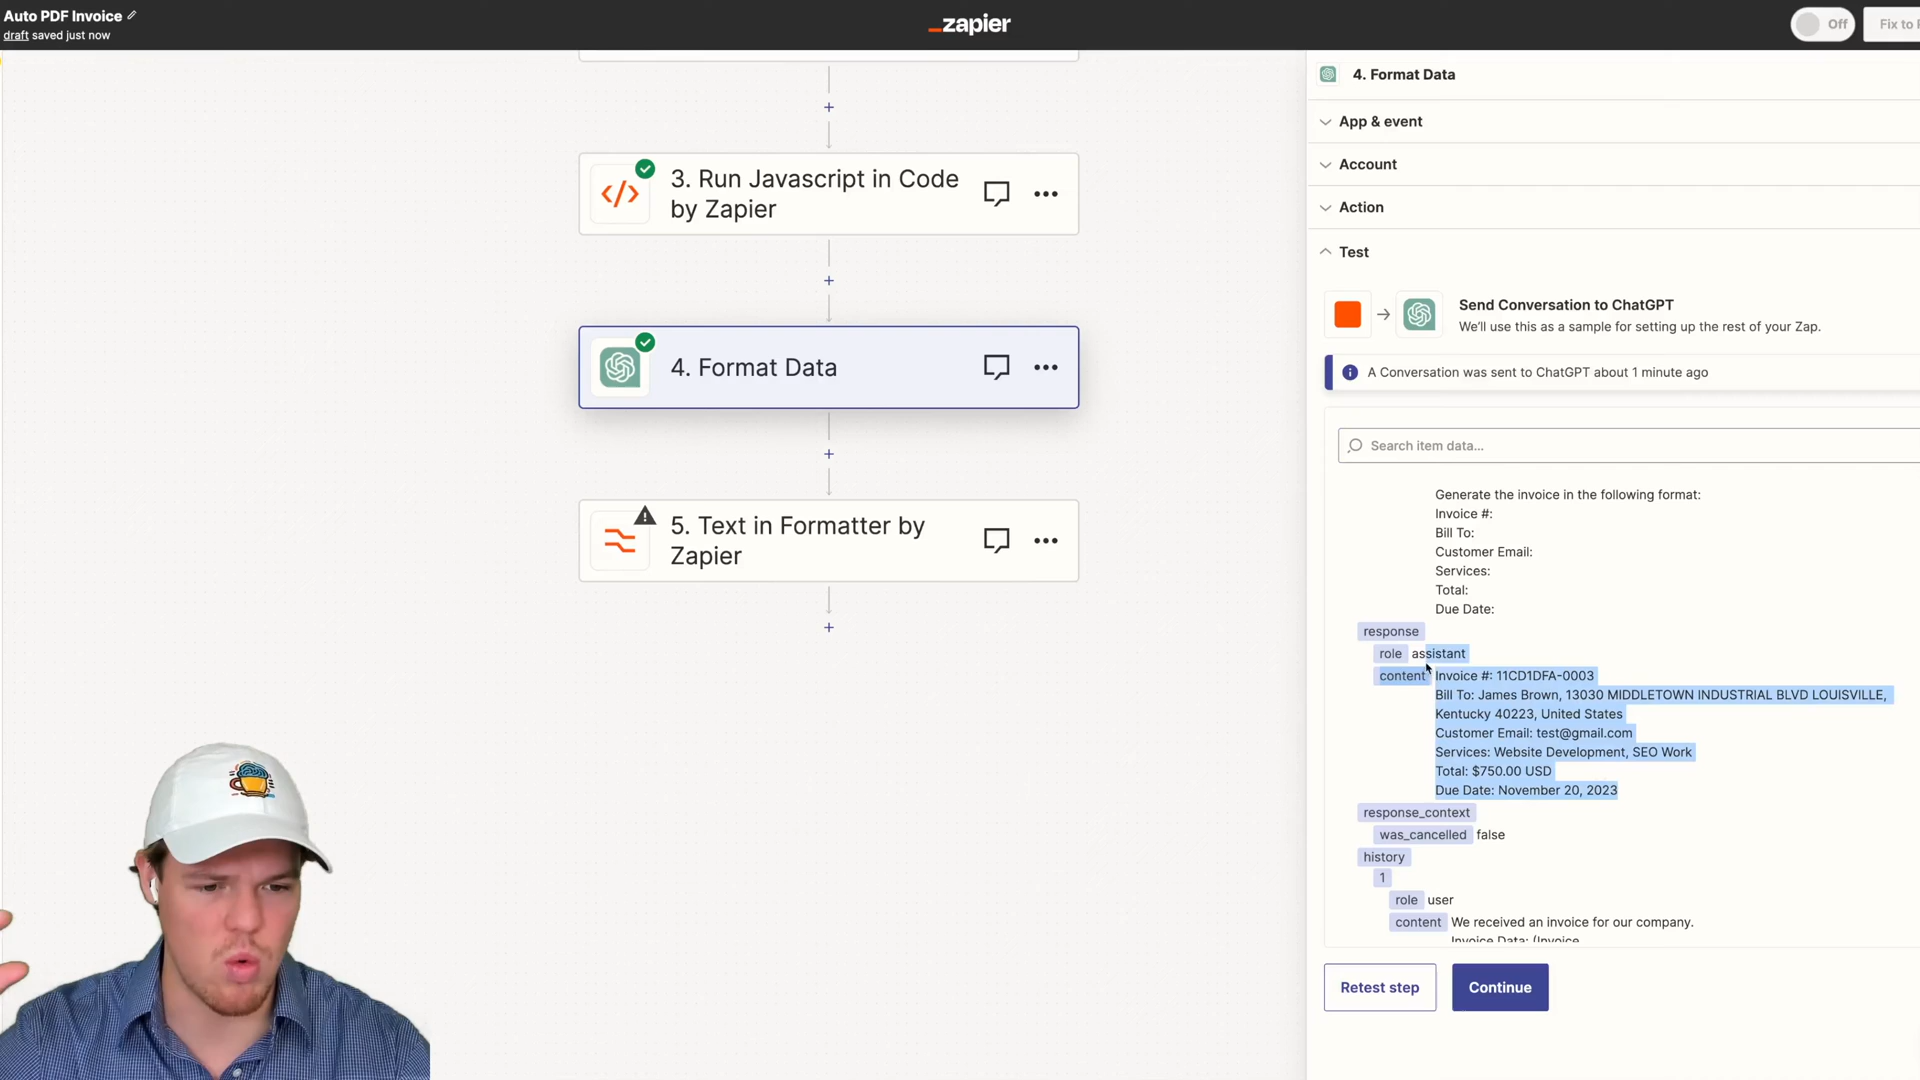 Auto PDF Invoice
draft saved just now
_zapier
Off
Fix to
3. Run Javascript in Code
by Zapier
4. Format Data
5. Text in Formatter by
Zapier
4. Format Data
App & event
Account
Action
Test
Send Conversation to ChatGPT
We'll use this as a sample for setting up the rest of your Zap.
A Conversation was sent to ChatGPT about 1 minute ago
Search item data...
Generate the invoice in the following format:
Invoice #:
Bill To:
Customer Email:
Services:
Total:
Due Date:
response
role assistant
content Invoice #: 11CD1DFA-0003
Bill To: James Brown, 13030 MIDDLETOWN INDUSTRIAL BLVD LOUISVILLE,
Kentucky 40223, United States
Customer Email: test@gmail.com
Services: Website Development, SEO Work
Total: $750.00 USD
Due Date: November 20, 2023
response_context
was_cancelled false
history
1
role user
content We received an invoice for our company.
Invoice Data: (Invoice
Retest step
Continue